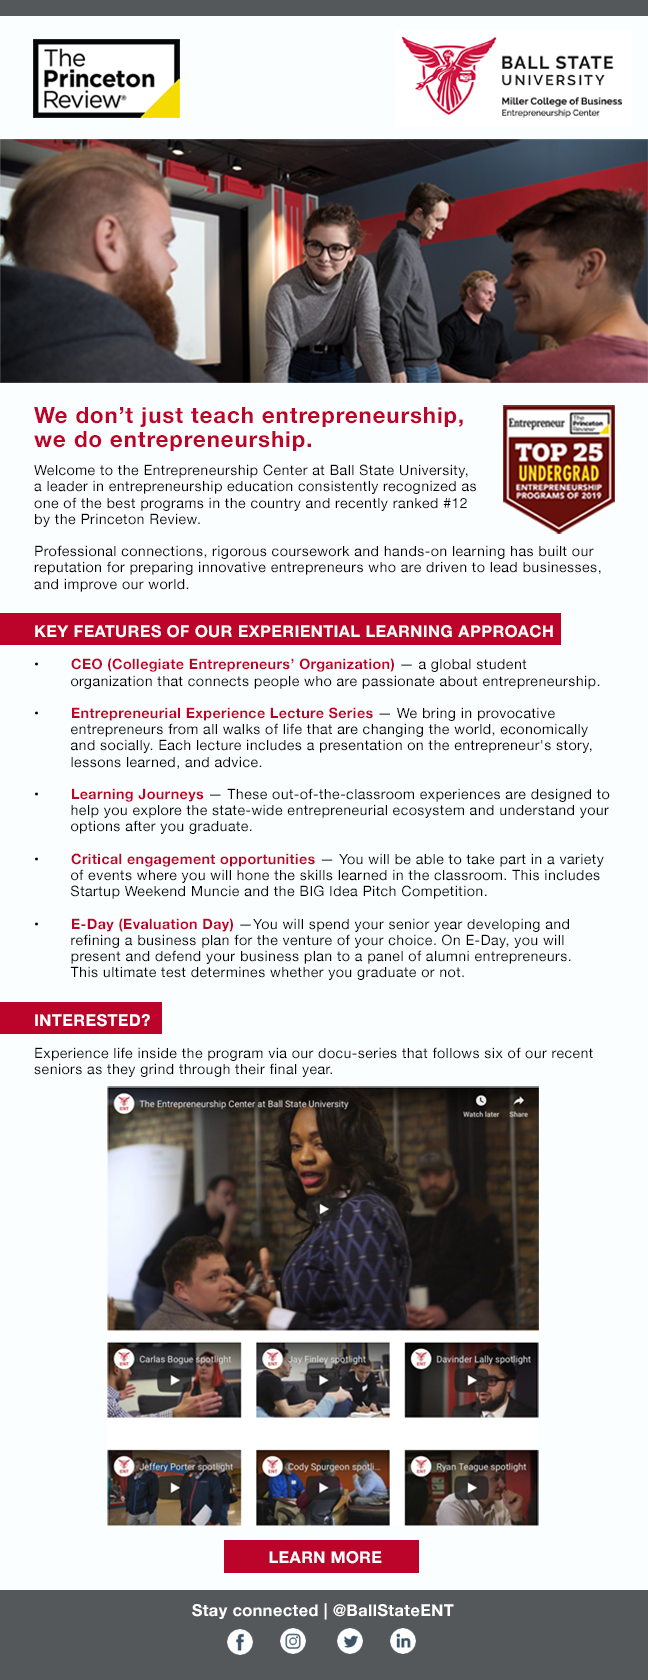 The
Princeton
Review®
BALL STATE
UNIVERSITY
Miller College of Business
Entrepreneurship Center
We don't just teach entrepreneurship,
we do entrepreneurship.
Welcome to the Entrepreneurship Center at Ball State University,
a leader in entrepreneurship education consistently recognized as
one of the best programs in the country and recently ranked #12
by the Princeton Review.
Entrepreneur The Princeton Review
TOP 25
UNDERGRAD
ENTREPRENEURSHIP
PROGRAMS OF 2019
Professional connections, rigorous coursework and hands-on learning has built our
reputation for preparing innovative entrepreneurs who are driven to lead businesses,
and improve our world.
KEY FEATURES OF OUR EXPERIENTIAL LEARNING APPROACH
• CEO (Collegiate Entrepreneurs' Organization) — a global student
organization that connects people who are passionate about entrepreneurship.
• Entrepreneurial Experience Lecture Series — We bring in provocative
entrepreneurs from all walks of life that are changing the world, economically
and socially. Each lecture includes a presentation on the entrepreneur's story,
lessons learned, and advice.
• Learning Journeys — These out-of-the-classroom experiences are designed to
help you explore the state-wide entrepreneurial ecosystem and understand your
options after you graduate.
• Critical engagement opportunities — You will be able to take part in a variety
of events where you will hone the skills learned in the classroom. This includes
Startup Weekend Muncie and the BIG Idea Pitch Competition.
• E-Day (Evaluation Day) —You will spend your senior year developing and
refining a business plan for the venture of your choice. On E-Day, you will
present and defend your business plan to a panel of alumni entrepreneurs.
This ultimate test determines whether you graduate or not.
INTERESTED?
Experience life inside the program via our docu-series that follows six of our recent
seniors as they grind through their final year.
ENT The Entrepreneurship Center at Ball State University
Watch later Share
ENT Carlas Bogue spotlight
ENT Jay Finley spotlight
ENT Davinder Lally spotlight
ENT Jeffery Porter spotlight
ENT Cody Spurgeon spotli...
ENT Ryan Teague spotlight
LEARN MORE
Stay connected | @BallStateENT